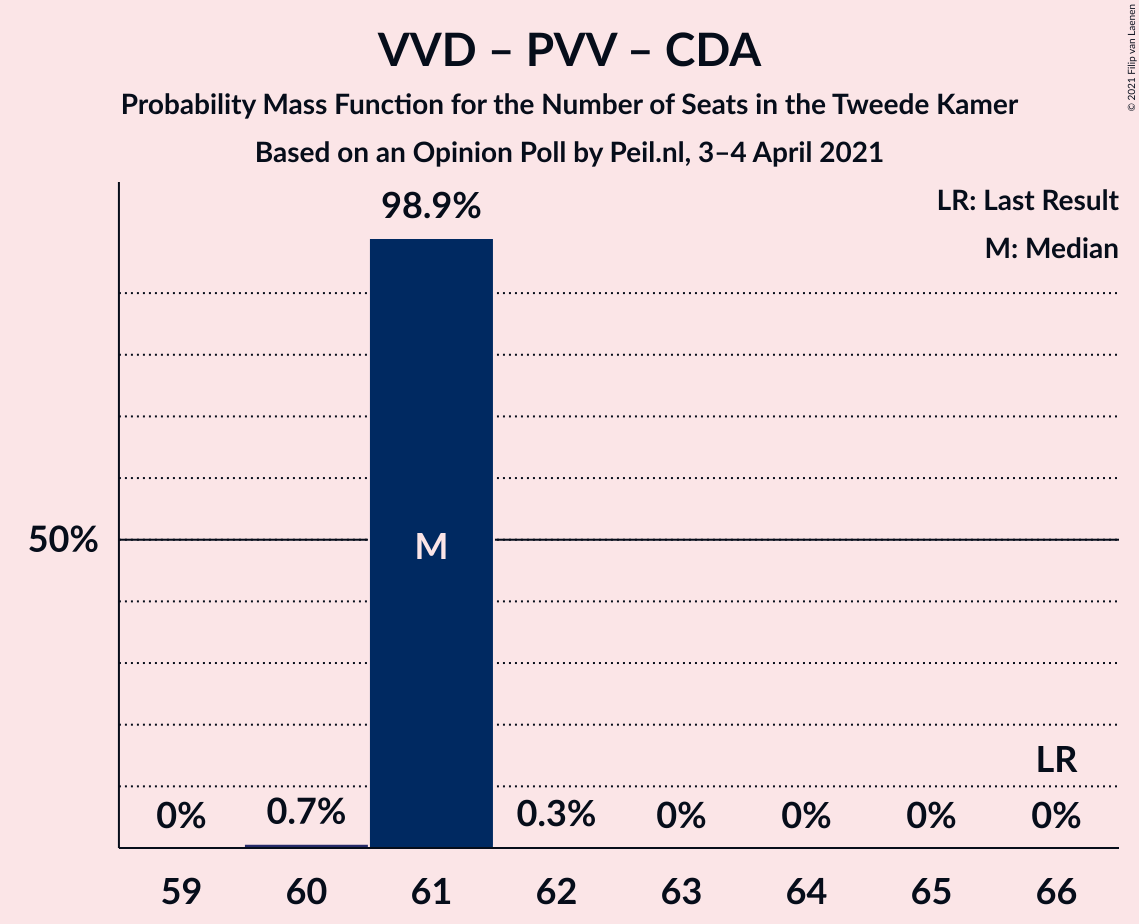 VVD – PVV – CDA
Probability Mass Function for the Number of Seats in the Tweede Kamer
Based on an Opinion Poll by Peil.nl, 3–4 April 2021
© 2021 Filip van Laenen
LR: Last Result
M: Median
98.9%
50%
M
LR
0% 0.7% 0.3% 0% 0% 0% 0%
59 60 61 62 63 64 65 66